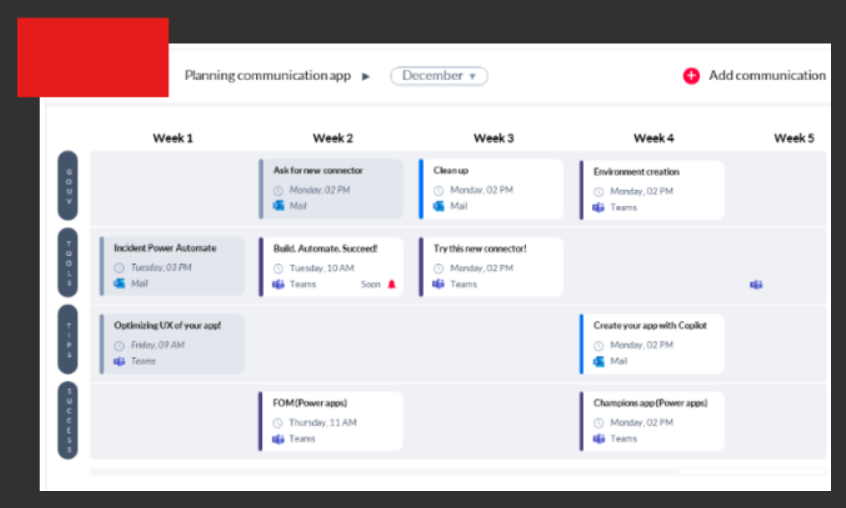 Planning communication app
December
Add communication
Week 1
Week 2
Week 3
Week 4
Week 5
GOUV
Ask for new connector
Monday, 02 PM
Mail
Clean up
Monday, 02 PM
Mail
Environment creation
Monday, 02 PM
Teams
TOOLS
Incident Power Automate
Tuesday, 03 PM
Mail
Build. Automate. Succeed!
Tuesday, 10 AM
Teams
Soon
Try this new connector!
Monday, 02 PM
Teams
TIPS
Optimizing UX of your app!
Friday, 09 AM
Teams
Create your app with Copilot
Monday, 02 PM
Mail
SUCCESS
FOM (Power apps)
Thursday, 11 AM
Teams
Champions app (Power apps)
Monday, 02 PM
Teams